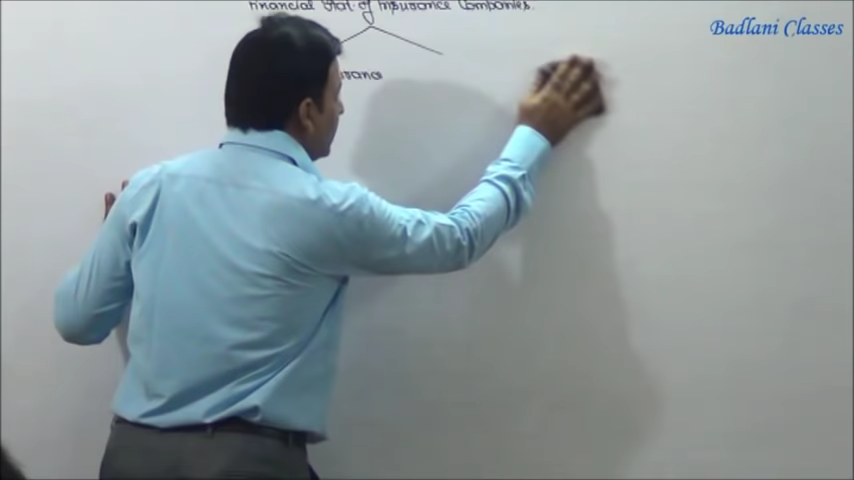 Financial Stat. of Insurance Companies.
Badlani Classes